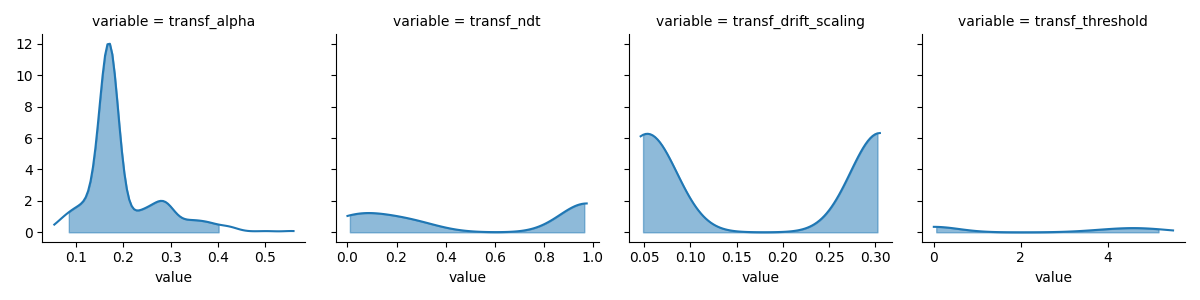 variable = transf_alpha
variable = transf_ndt
variable = transf_drift_scaling
variable = transf_threshold
12
10
8
6
4
2
0
0.1 0.2 0.3 0.4 0.5
0.0 0.2 0.4 0.6 0.8 1.0
0.05 0.10 0.15 0.20 0.25 0.30
0 2 4
value
value
value
value